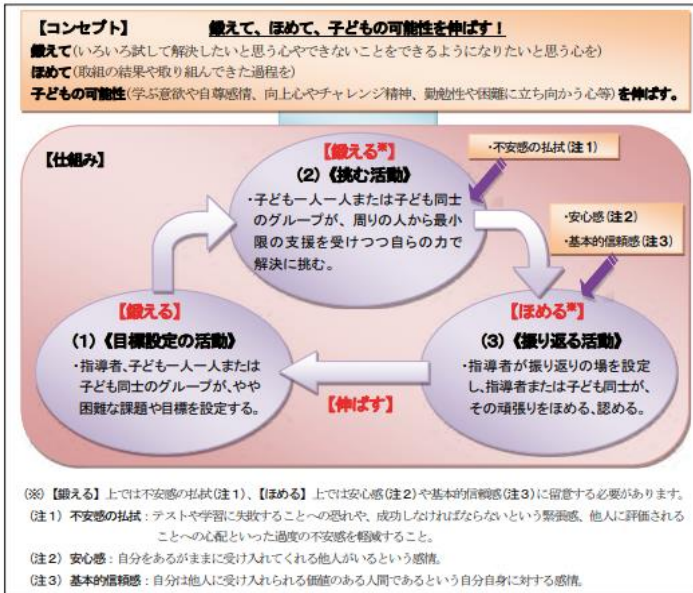 【コンセプト】 鍛えて、ほめて、子どもの可能性を伸ばす！
鍛えて(いろいろ試して解決したいと思う心やできないことをできるようになりたいと思う心を)
ほめて(取組の結果や取り組んできた過程を)
子どもの可能性(学ぶ意欲や自尊感情、向上心やチャレンジ精神、勤勉性や困難に立ち向かう心等)を伸ばす。
【仕組み】
【鍛える※】
(2)《挑む活動》
・子ども一人一人または子ども同士
のグループが、周りの人から最小
限の支援を受けつつ自らの力で
解決に挑む。
・不安感の払拭(注1)
・安心感(注2)
・基本的信頼感(注3)
【鍛える】
(1)《目標設定の活動》
・指導者、子ども一人一人または
子ども同士のグループが、やや
困難な課題や目標を設定する。
【ほめる※】
(3)《振り返る活動》
・指導者が振り返りの場を設定
し、指導者または子ども同士が、
その頑張りをほめる、認める。
【伸ばす】
(※)【鍛える】上では不安感の払拭(注1)、【ほめる】上では安心感(注2)や基本的信頼感(注3)に留意する必要があります。
(注1) 不安感の払拭：テストや学習に失敗することへの恐れや、成功しなければならないという緊張感、他人に評価される
ことへの心配といった過度の不安感を軽減すること。
(注2) 安心感：自分をあるがままに受け入れてくれる他人がいるという感情。
(注3) 基本的信頼感：自分は他人に受け入れられる価値のある人間であるという自分自身に対する感情。